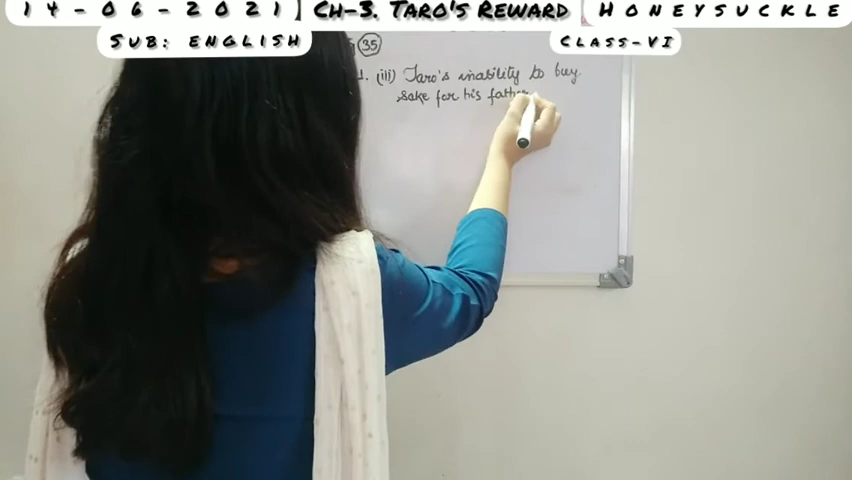 14-06-2021] CH-3. TARO'S REWARD [HONEYSUCKLE
SUB: ENGLISH
CLASS-VI
35
1. (iii) Taro's inability to buy
sake for his father